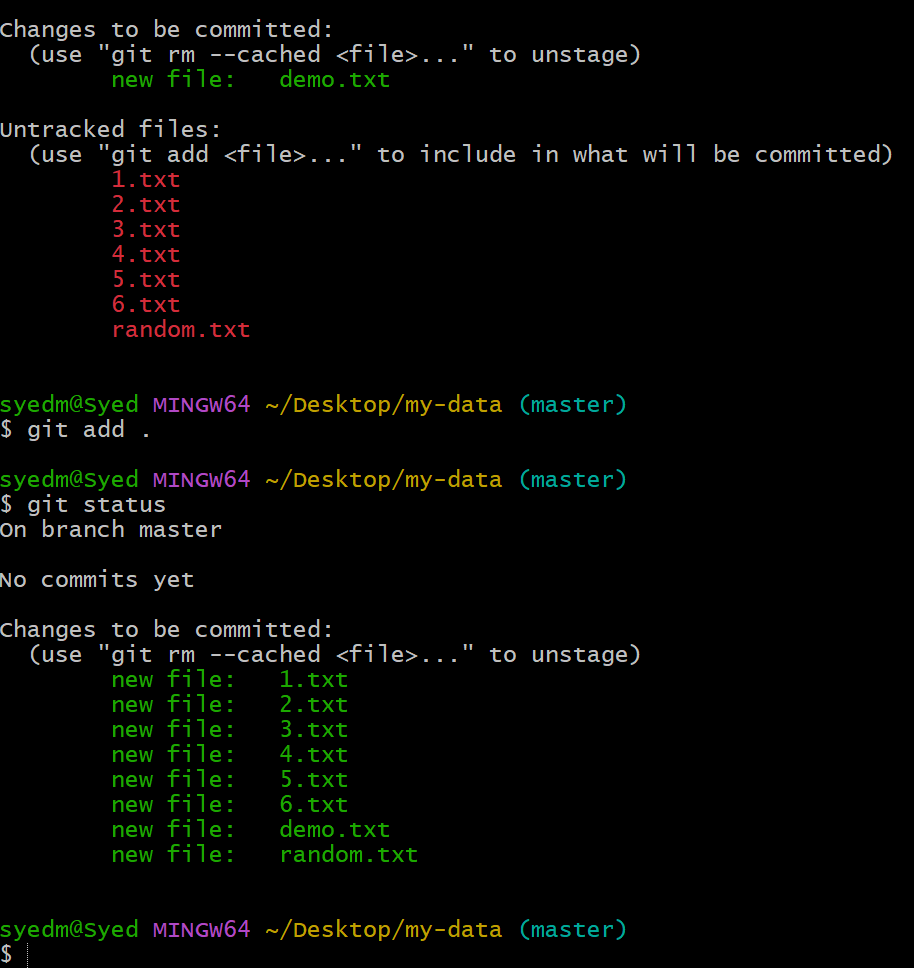 Changes to be committed:
  (use "git rm --cached <file>..." to unstage)
        new file:   demo.txt

Untracked files:
  (use "git add <file>..." to include in what will be committed)
        1.txt
        2.txt
        3.txt
        4.txt
        5.txt
        6.txt
        random.txt


syedm@Syed MINGW64 ~/Desktop/my-data (master)
$ git add .

syedm@Syed MINGW64 ~/Desktop/my-data (master)
$ git status
On branch master

No commits yet

Changes to be committed:
  (use "git rm --cached <file>..." to unstage)
        new file:   1.txt
        new file:   2.txt
        new file:   3.txt
        new file:   4.txt
        new file:   5.txt
        new file:   6.txt
        new file:   demo.txt
        new file:   random.txt


syedm@Syed MINGW64 ~/Desktop/my-data (master)
$